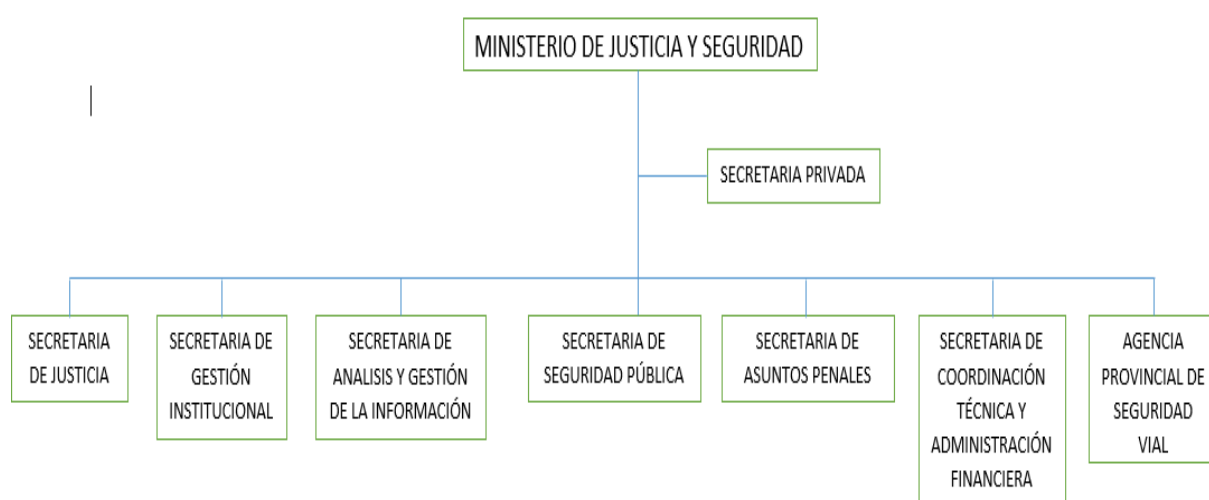 MINISTERIO DE JUSTICIA Y SEGURIDAD
SECRETARIA PRIVADA
SECRETARIA
DE JUSTICIA
SECRETARIA DE
GESTIÓN
INSTITUCIONAL
SECRETARIA DE
ANALISIS Y GESTIÓN
DE LA INFORMACIÓN
SECRETARIA DE
SEGURIDAD PÚBLICA
SECRETARIA DE
ASUNTOS PENALES
SECRETARIA DE
COORDINACIÓN
TÉCNICA Y
ADMINISTRACIÓN
FINANCIERA
AGENCIA
PROVINCIAL DE
SEGURIDAD
VIAL